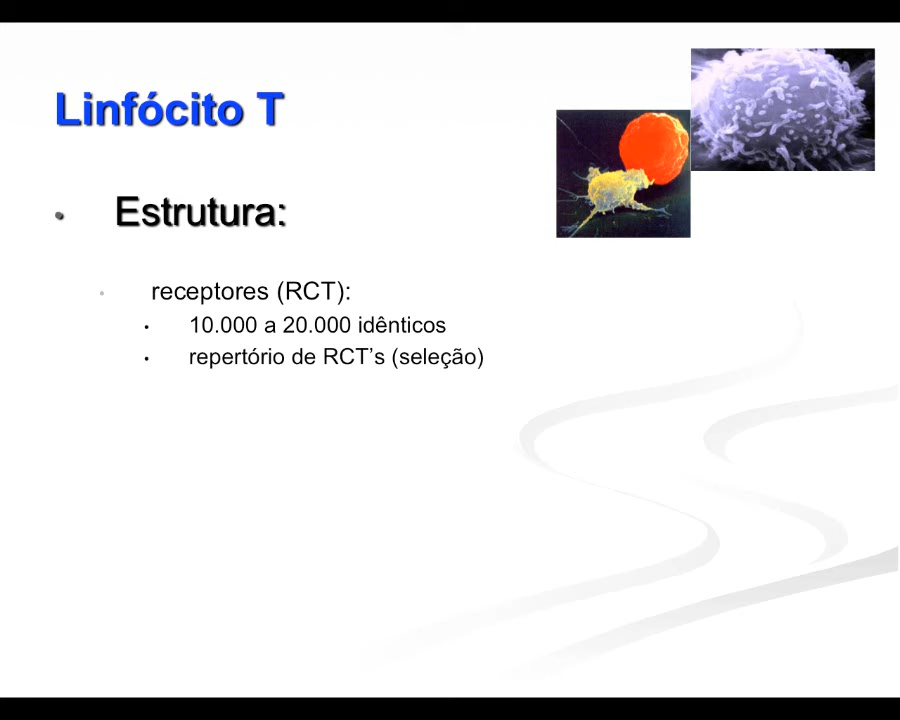 Linfócito T
• Estrutura:
• receptores (RCT):
• 10.000 a 20.000 idênticos
• repertório de RCT’s (seleção)